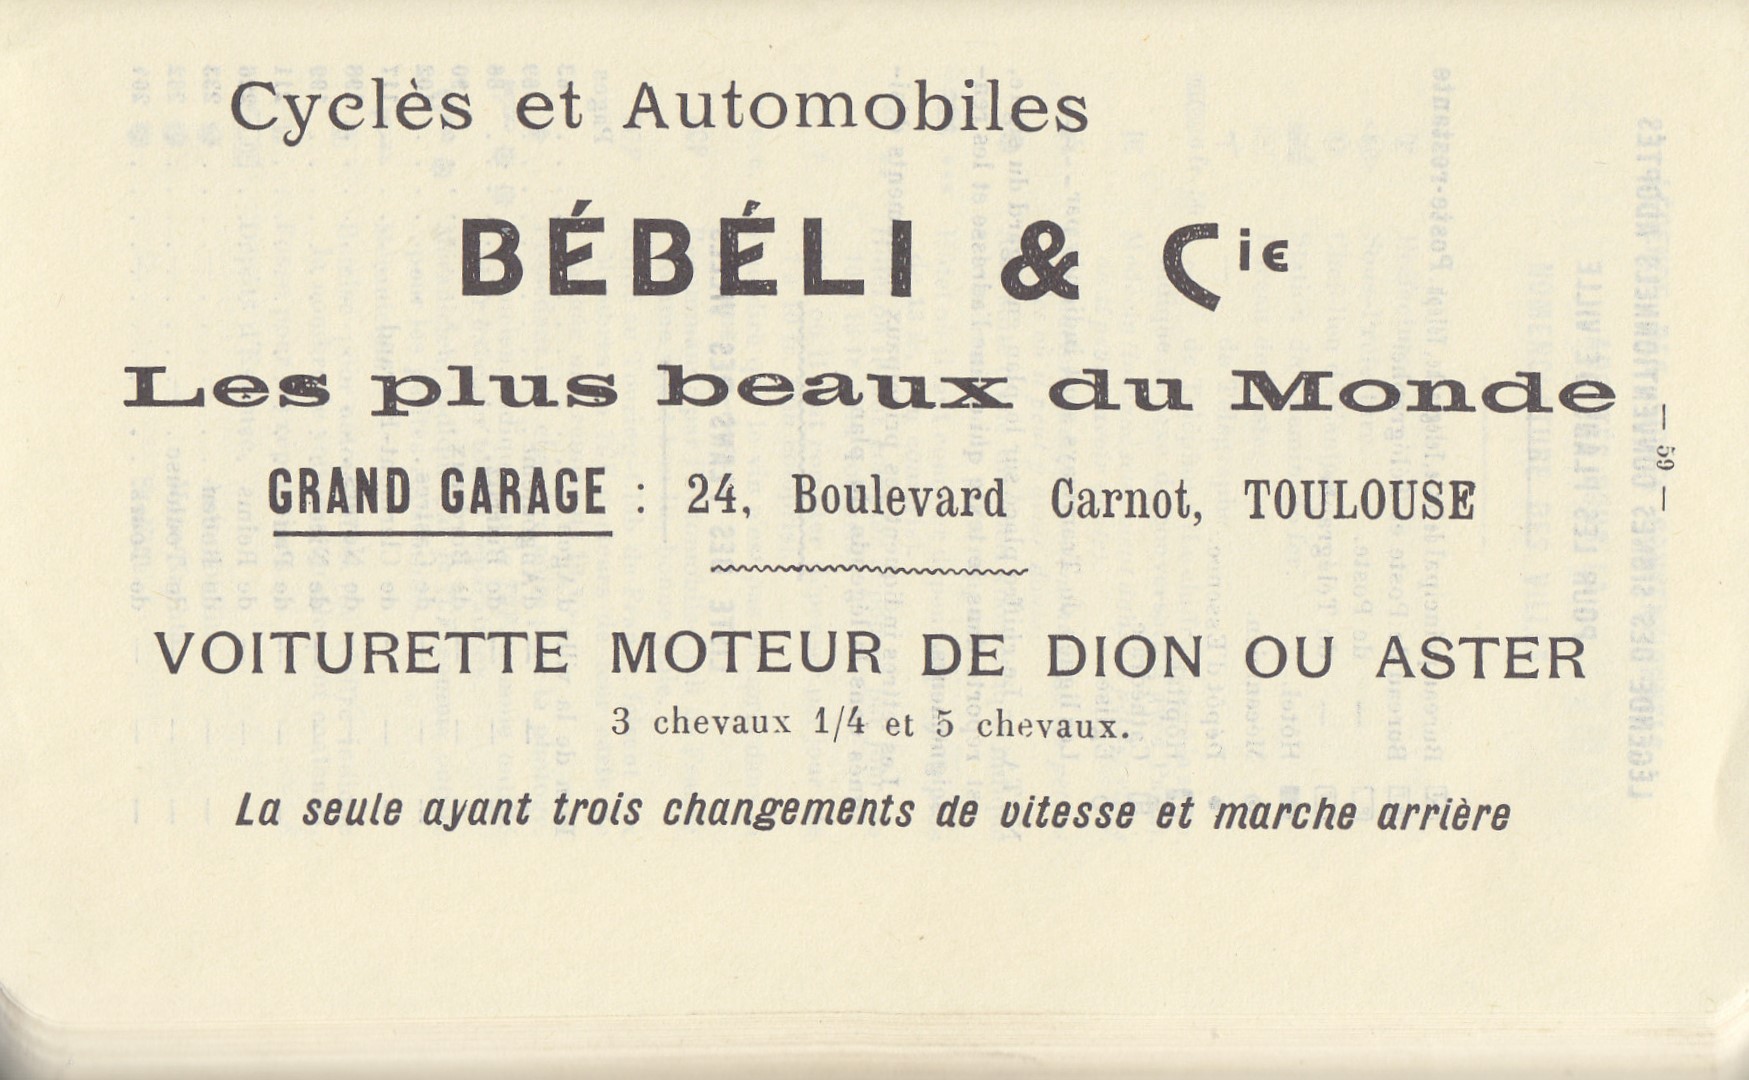 Cyclès et Automobiles
BÉBÉLI & Cie
Les plus beaux du Monde
GRAND GARAGE : 24, Boulevard Carnot, TOULOUSE
VOITURETTE MOTEUR DE DION OU ASTER
3 chevaux 1/4 et 5 chevaux.
La seule ayant trois changements de vitesse et marche arrière
— 59 —